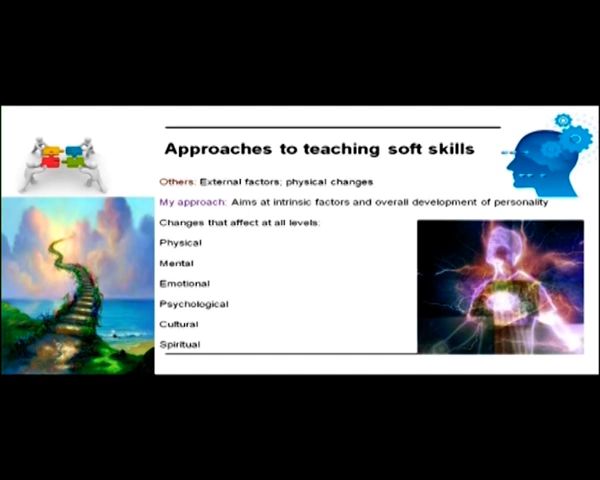 Approaches to teaching soft skills
Others: External factors; physical changes
My approach: Aims at intrinsic factors and overall development of personality
Changes that affect at all levels:
Physical
Mental
Emotional
Psychological
Cultural
Spiritual